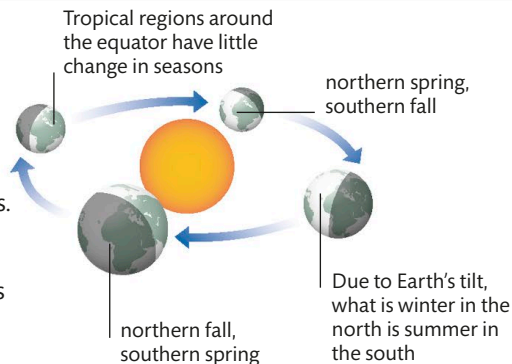 Tropical regions around
the equator have little
change in seasons
northern spring,
southern fall
s.
s
Due to Earth’s tilt,
what is winter in the
north is summer in
the south
northern fall,
southern spring